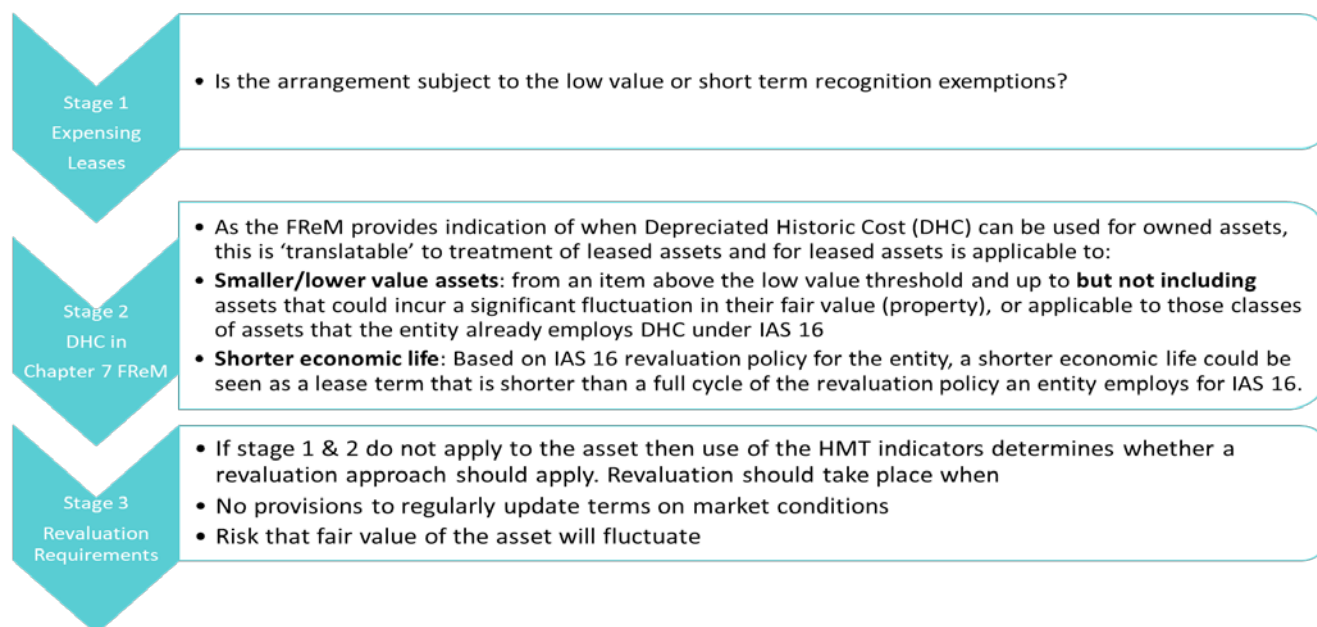 Stage 1
Expensing
Leases
• Is the arrangement subject to the low value or short term recognition exemptions?
Stage 2
DHC in
Chapter 7 FReM
• As the FReM provides indication of when Depreciated Historic Cost (DHC) can be used for owned assets,
this is ‘translatable’ to treatment of leased assets and for leased assets is applicable to:
• Smaller/lower value assets: from an item above the low value threshold and up to but not including
assets that could incur a significant fluctuation in their fair value (property), or applicable to those classes
of assets that the entity already employs DHC under IAS 16
• Shorter economic life: Based on IAS 16 revaluation policy for the entity, a shorter economic life could be
seen as a lease term that is shorter than a full cycle of the revaluation policy an entity employs for IAS 16.
Stage 3
Revaluation
Requirements
• If stage 1 & 2 do not apply to the asset then use of the HMT indicators determines whether a
revaluation approach should apply. Revaluation should take place when
• No provisions to regularly update terms on market conditions
• Risk that fair value of the asset will fluctuate